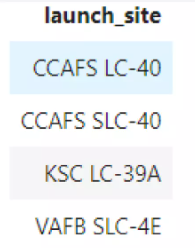 launch_site
CCAFS LC-40
CCAFS SLC-40
KSC LC-39A
VAFB SLC-4E